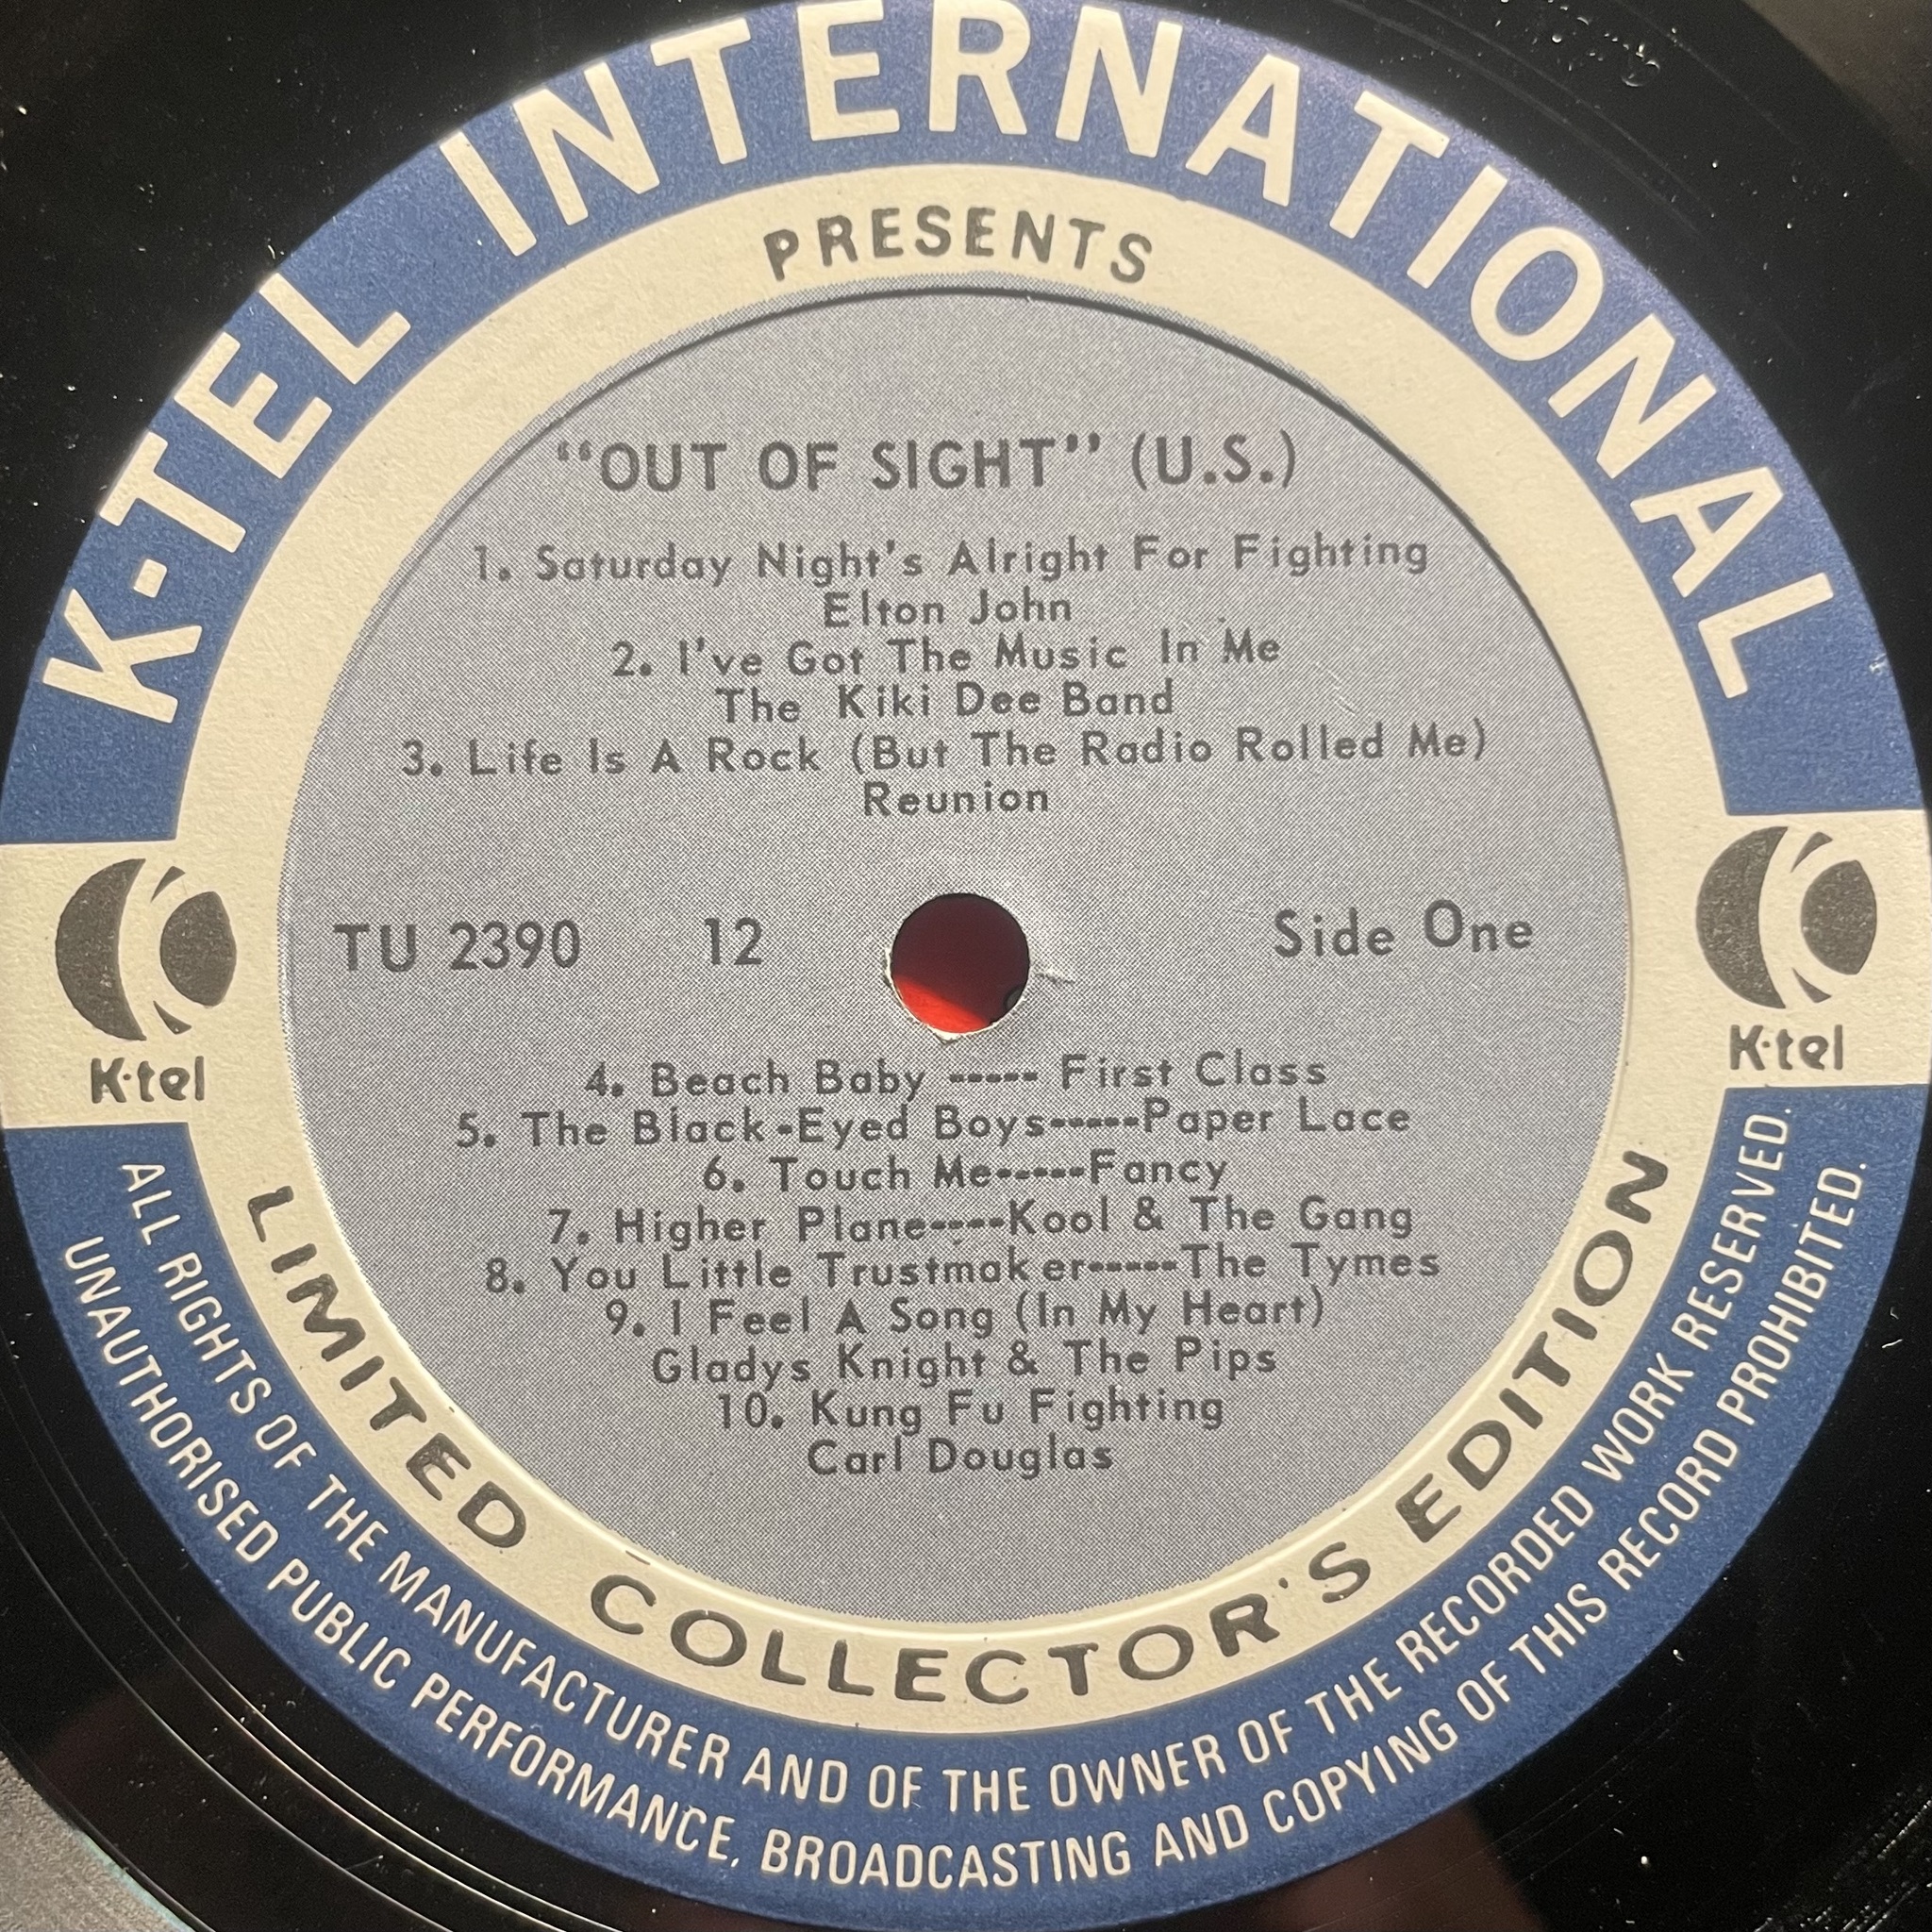 K-TEL INTERNATIONAL
PRESENTS
"OUT OF SIGHT" (U.S.)
1. Saturday Night's Alright For Fighting
Elton John
2. I've Got The Music In Me
The Kiki Dee Band
3. Life Is A Rock (But The Radio Rolled Me)
Reunion
TU 2390 12 Side One
K·tel
K·tel
4. Beach Baby ----- First Class
5. The Black-Eyed Boys-----Paper Lace
6. Touch Me-----Fancy
7. Higher Plane----Kool & The Gang
8. You Little Trustmaker-----The Tymes
9. I Feel A Song (In My Heart)
Gladys Knight & The Pips
10. Kung Fu Fighting
Carl Douglas
LIMITED COLLECTOR'S EDITION
ALL RIGHTS OF THE MANUFACTURER AND OF THE OWNER OF THE RECORDED WORK RESERVED.
UNAUTHORISED PUBLIC PERFORMANCE, BROADCASTING AND COPYING OF THIS RECORD PROHIBITED.